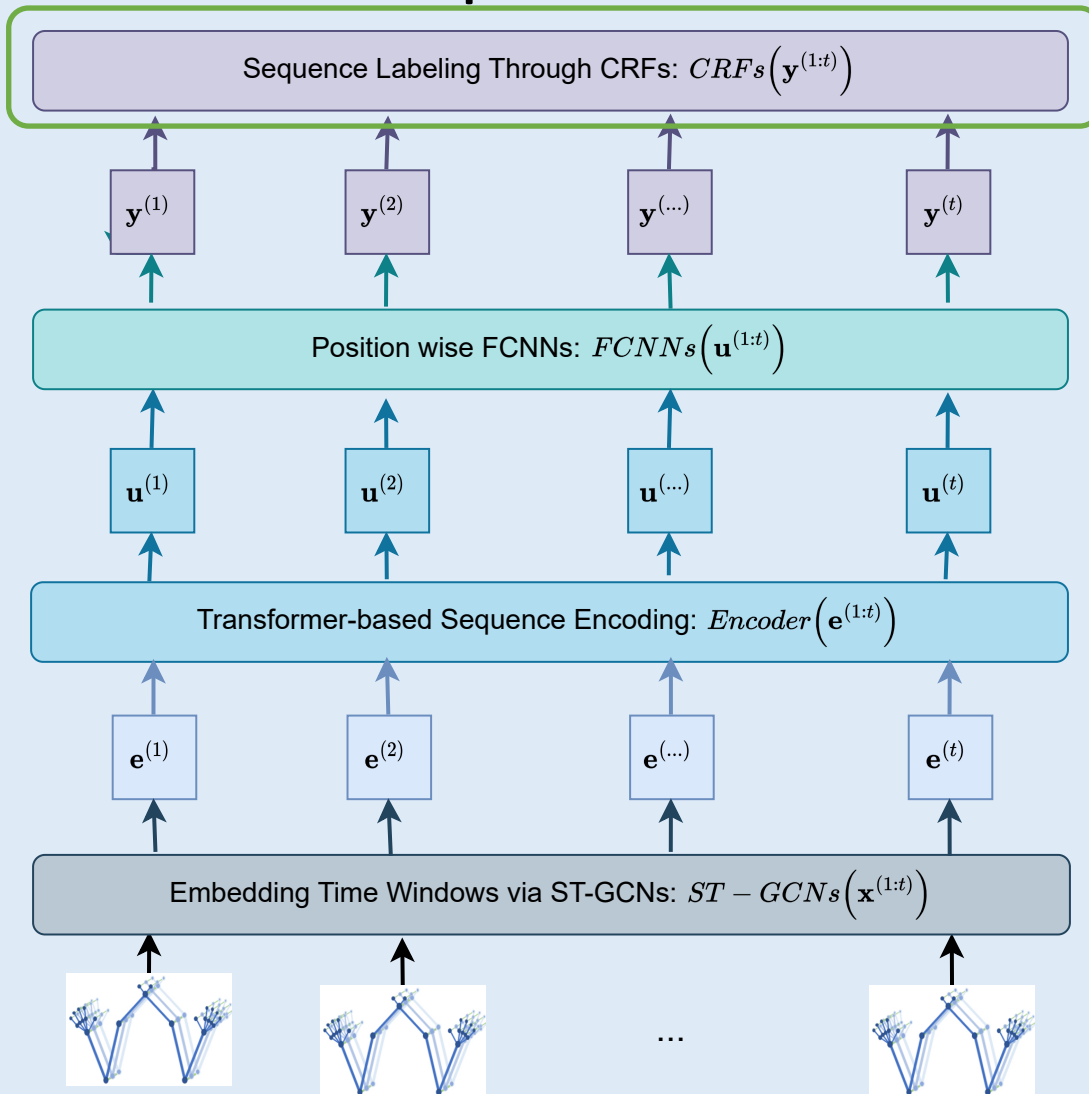 Sequence Labeling Through CRFs: CRFs(y^(1:t))
y^(1) y^(2) y^(...) y^(t)
Position wise FCNNs: FCNNs(u^(1:t))
u^(1) u^(2) u^(...) u^(t)
Transformer-based Sequence Encoding: Encoder(e^(1:t))
e^(1) e^(2) e^(...) e^(t)
Embedding Time Windows via ST-GCNs: ST − GCNs(x^(1:t))
...